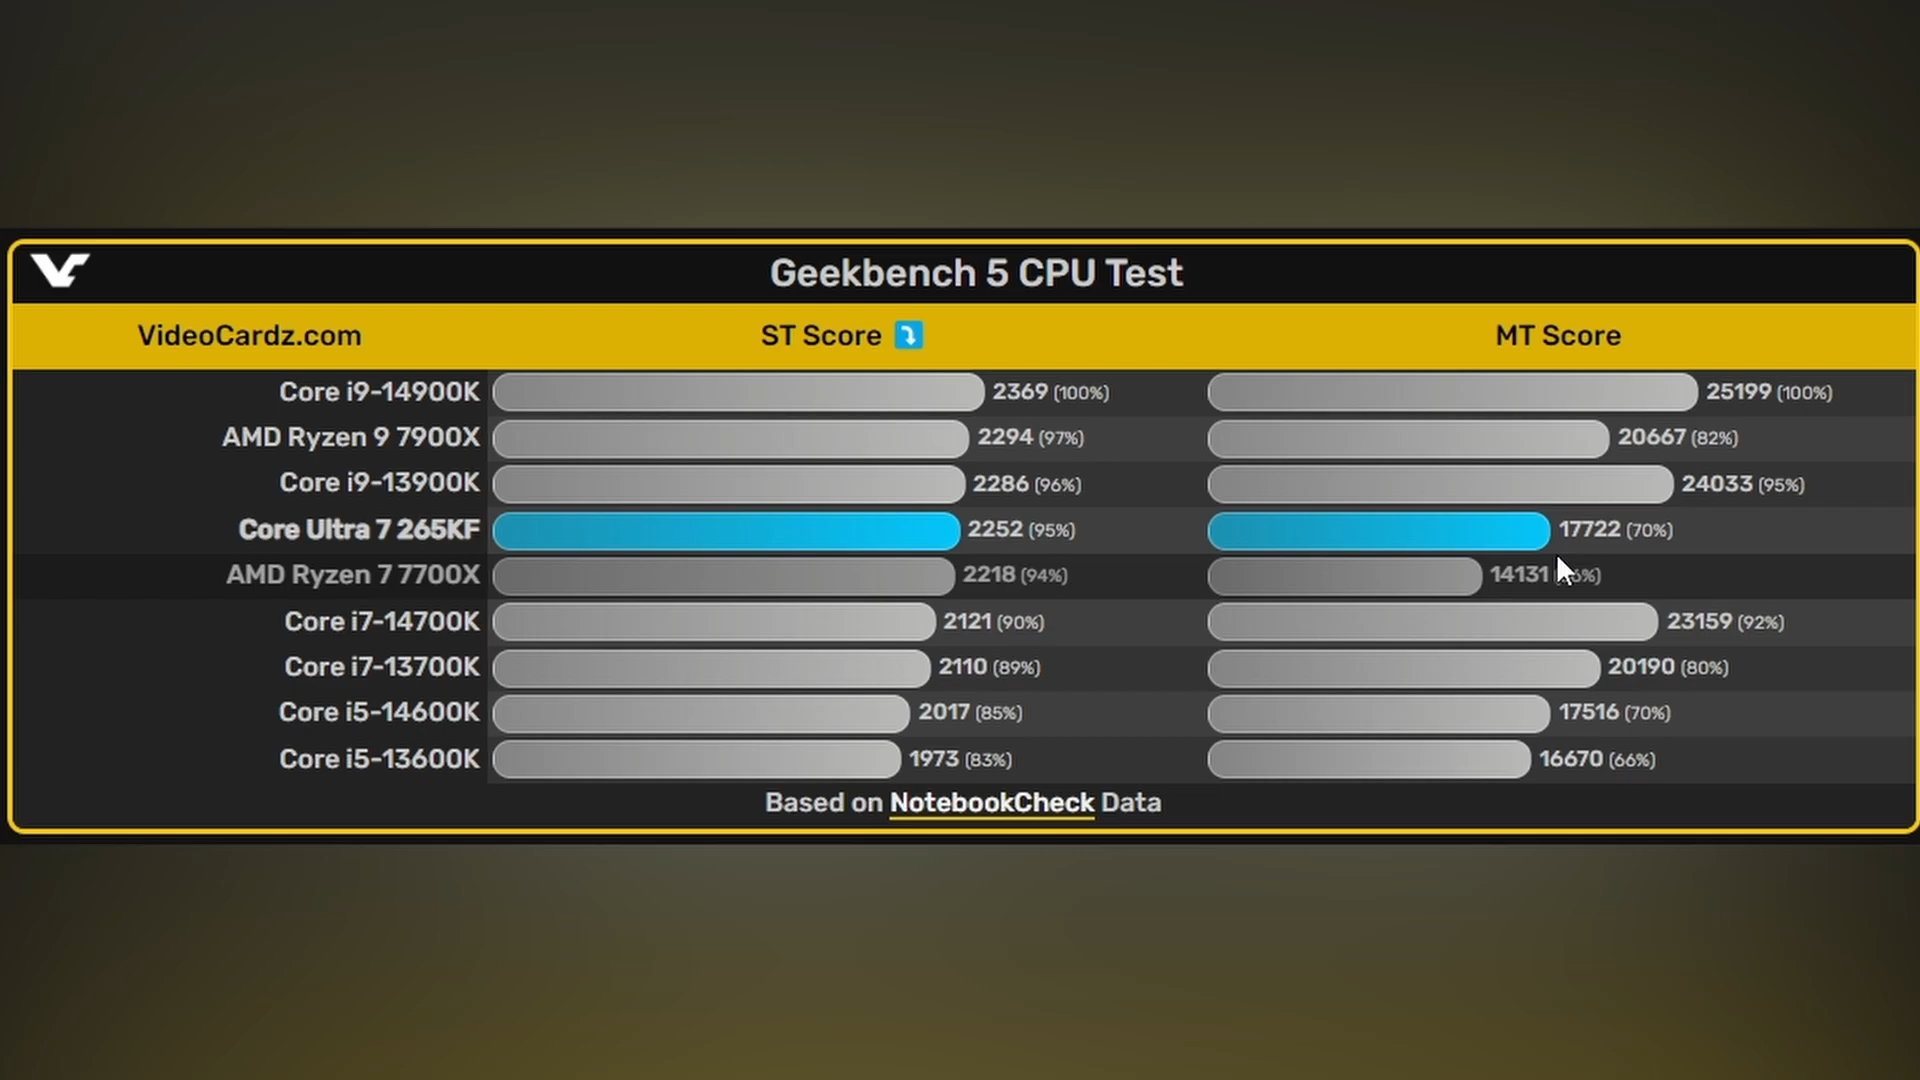 Geekbench 5 CPU Test
VideoCardz.com ST Score MT Score
Core i9-14900K 2369 (100%) 25199 (100%)
AMD Ryzen 9 7900X 2294 (97%) 20667 (82%)
Core i9-13900K 2286 (96%) 24033 (95%)
Core Ultra 7 265KF 2252 (95%) 17722 (70%)
AMD Ryzen 7 7700X 2218 (94%) 14131
Core i7-14700K 2121 (90%) 23159 (92%)
Core i7-13700K 2110 (89%) 20190 (80%)
Core i5-14600K 2017 (85%) 17516 (70%)
Core i5-13600K 1973 (83%) 16670 (66%)
Based on NotebookCheck Data